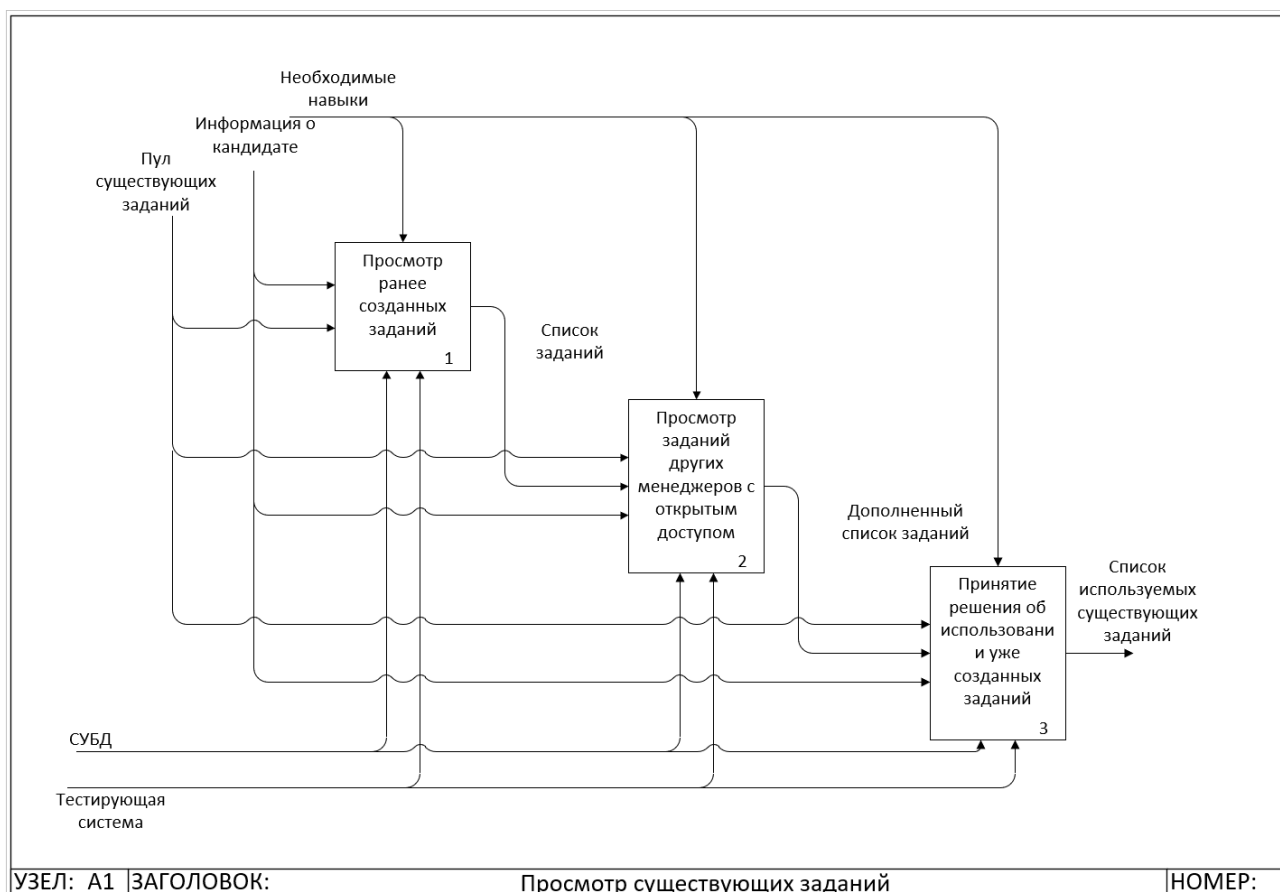 Необходимые
навыки
Информация о
кандидате
Пул
существующих
заданий
Просмотр
ранее
созданных
заданий
1
Список
заданий
Просмотр
заданий
других
менеджеров с
открытым
доступом
2
Дополненный
список заданий
Принятие
решения об
использовани
и уже
созданных
заданий
3
Список
используемых
существующих
заданий
СУБД
Тестирующая
система
УЗЕЛ: А1 ЗАГОЛОВОК: Просмотр существующих заданий НОМЕР: